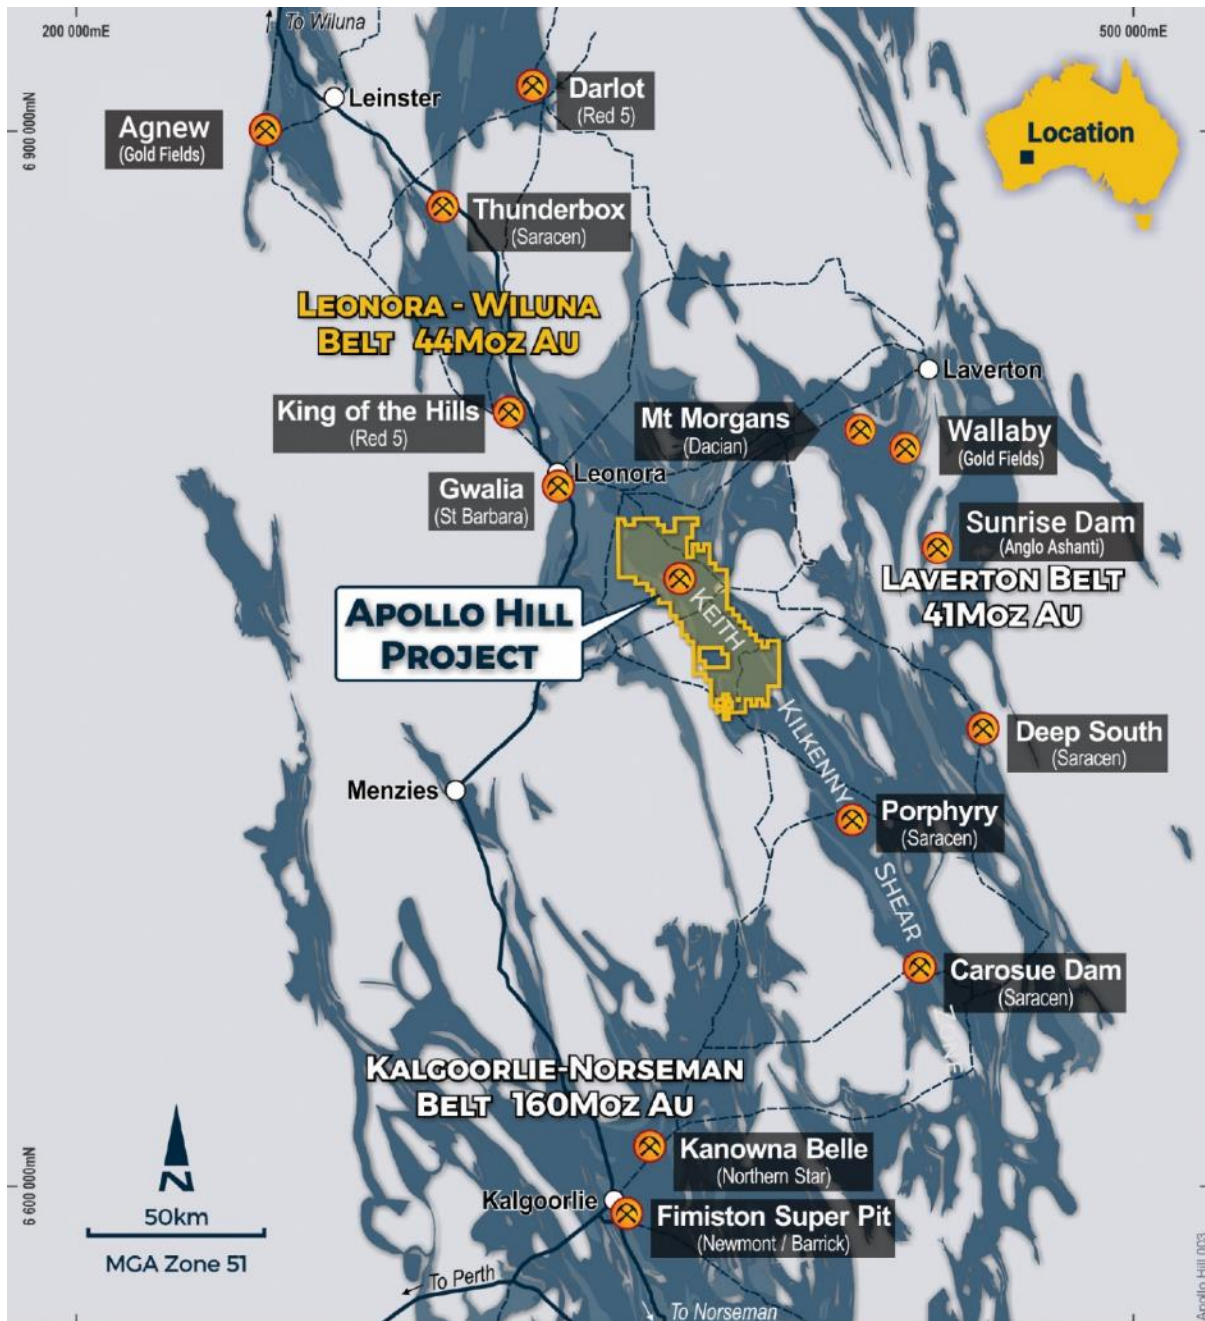 200 000mE
To Wiluna
500 000mE
6 900 000mN
Leinster
Darlot
(Red 5)
Agnew
(Gold Fields)
Location
Thunderbox
(Saracen)
LEONORA - WILUNA
BELT 44MOZ AU
Laverton
King of the Hills
(Red 5)
Mt Morgans
(Dacian)
Wallaby
(Gold Fields)
Leonora
Gwalia
(St Barbara)
Sunrise Dam
(Anglo Ashanti)
LAVERTON BELT
41MOZ AU
APOLLO HILL
PROJECT
KEITH
KILKENNY
SHEAR
ZONE
Deep South
(Saracen)
Menzies
Porphyry
(Saracen)
Carosue Dam
(Saracen)
KALGOORLIE-NORSEMAN
BELT 160MOZ AU
Kanowna Belle
(Northern Star)
6 600 000mN
Kalgoorlie
Fimiston Super Pit
(Newmont / Barrick)
N
50km
MGA Zone 51
To Perth
To Norseman
Apollo Hill 003